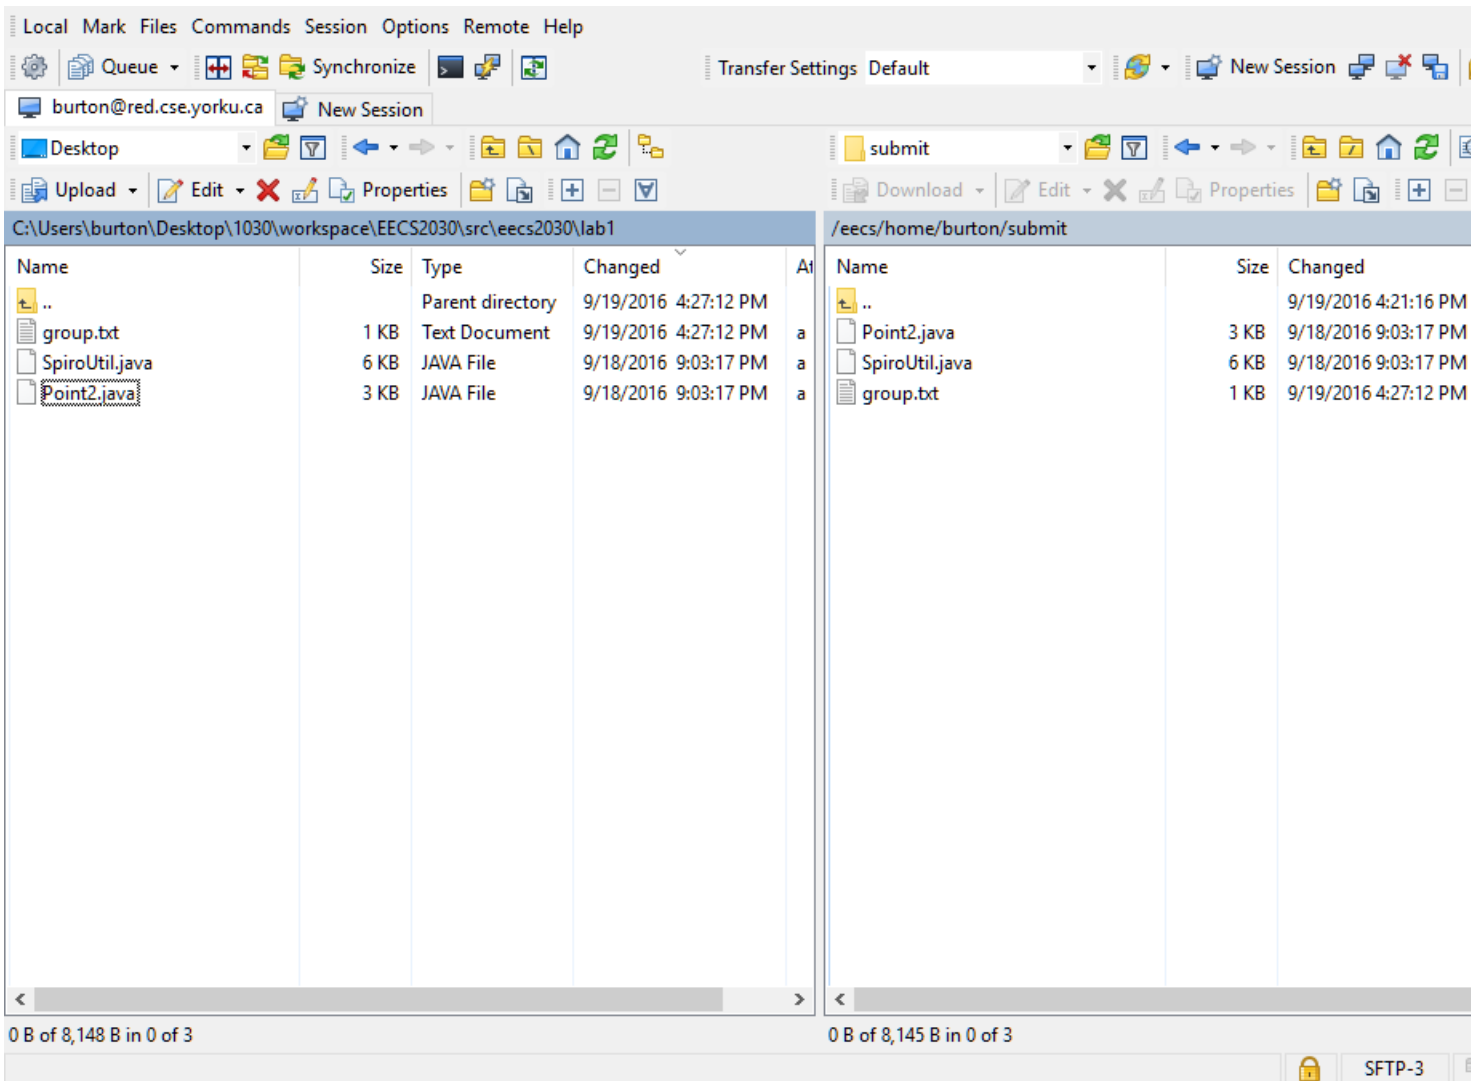 Local Mark Files Commands Session Options Remote Help
Queue Synchronize Transfer Settings Default New Session
burton@red.cse.yorku.ca New Session
Desktop submit
Upload Edit Properties Download Edit Properties
C:\Users\burton\Desktop\1030\workspace\EECS2030\src\eecs2030\lab1 /eecs/home/burton/submit
Name Size Type Changed Name Size Changed
.. Parent directory 9/19/2016 4:27:12 PM .. 9/19/2016 4:21:16 PM
group.txt 1 KB Text Document 9/19/2016 4:27:12 PM a Point2.java 3 KB 9/18/2016 9:03:17 PM
SpiroUtil.java 6 KB JAVA File 9/18/2016 9:03:17 PM a SpiroUtil.java 6 KB 9/18/2016 9:03:17 PM
Point2.java 3 KB JAVA File 9/18/2016 9:03:17 PM a group.txt 1 KB 9/19/2016 4:27:12 PM
0 B of 8,148 B in 0 of 3 0 B of 8,145 B in 0 of 3
SFTP-3